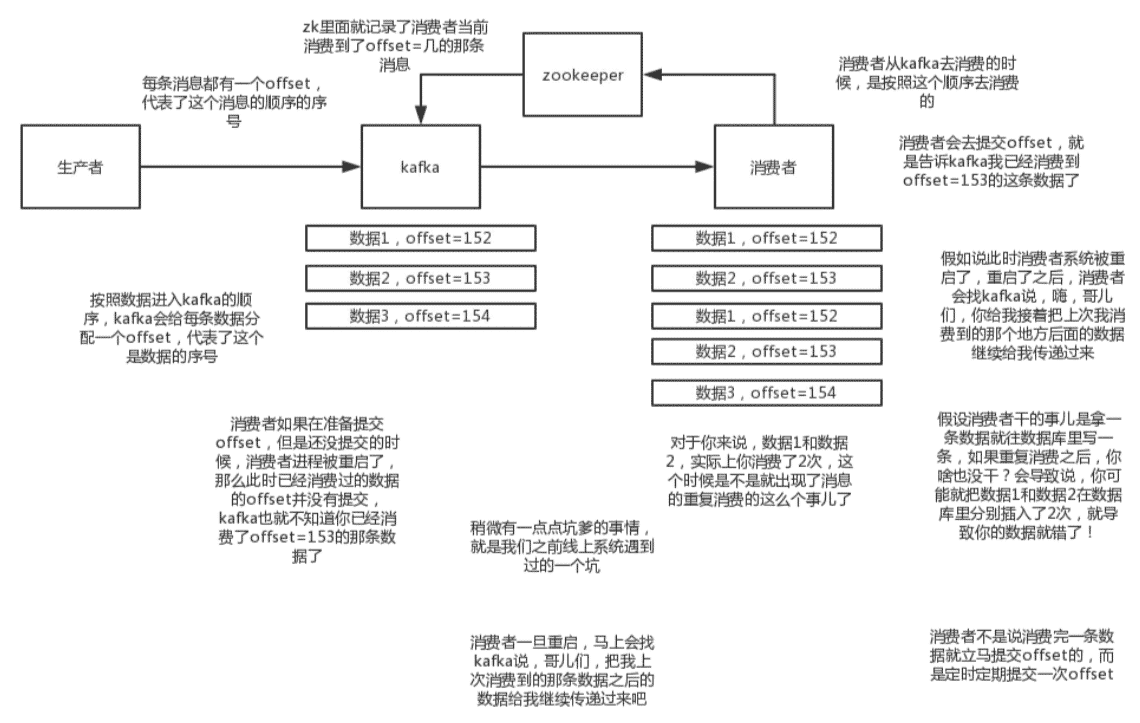 zk里面就记录了消费者当前
消费到了offset=几的那条
消息
zookeeper
每条消息都有一个offset，
代表了这个消息的顺序的序
号
消费者从kafka去消费的时
候，是按照这个顺序去消费
的
生产者
kafka
消费者
消费者会去提交offset，就
是告诉kafka我已经消费到
offset=153的这条数据了
数据1，offset=152
数据2，offset=153
数据3，offset=154
数据1，offset=152
数据2，offset=153
数据1，offset=152
数据2，offset=153
数据3，offset=154
按照数据进入kafka的顺
序，kafka会给每条数据分
配一个offset，代表了这个
是数据的序号
假如说此时消费者系统被重
启了，重启了之后，消费者
会找kafka说，嗨，哥儿
们，你给我接着把上次我消
费到的那个地方后面的数据
继续给我传递过来
消费者如果在准备提交
offset，但是还没提交的时
候，消费者进程被重启了，
那么此时已经消费过的数据
的offset并没有提交，
kafka也就不知道你已经消
费了offset=153的那条数
据了
对于你来说，数据1和数据
2，实际上你消费了2次，这
个时候是不是就出现了消息
的重复消费的这么个事儿了
假设消费者干的事儿是拿一
条数据就往数据库里写一
条，如果重复消费之后，你
啥也没干？会导致说，你可
能就把数据1和数据2在数据
库里分别插入了2次，就导
致你的数据就错了！
稍微有一点点坑爹的事情，
就是我们之前线上系统遇到
过的一个坑
消费者一旦重启，马上会找
kafka说，哥儿们，把我上
次消费到的那条数据之后的
数据给我继续传递过来吧
消费者不是说消费完一条数
据就立马提交offset的，而
是定时定期提交一次offset